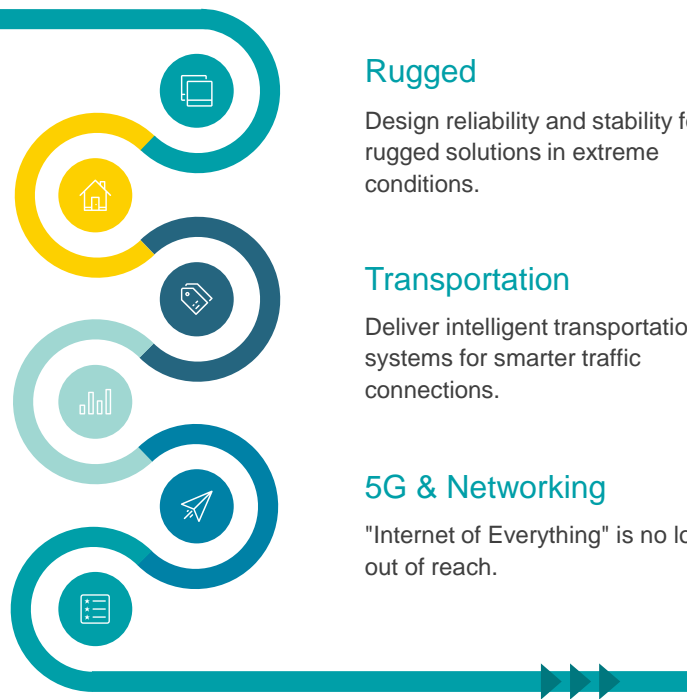 Rugged
Design reliability and stability
rugged solutions in extreme
conditions.
Transportation
Deliver intelligent
systems for smarter traffic
connections.
5G & Networking
"Internet of Everything" is no
out of reach.